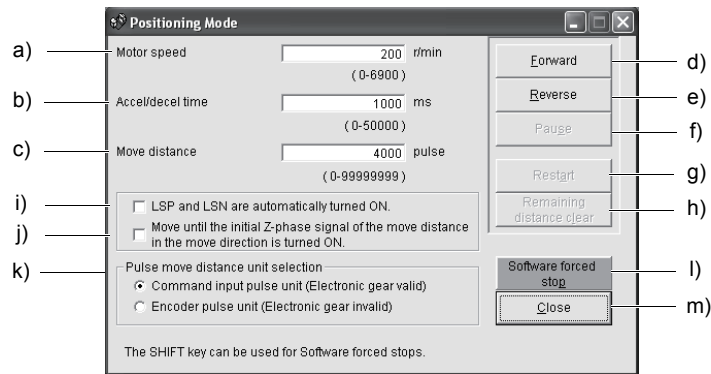 Positioning Mode
a) Motor speed 200 r/min
(0-6900)
b) Accel/decel time 1000 ms
(0-50000)
c) Move distance 4000 pulse
(0-99999999)
Forward d)
Reverse e)
Pause f)
Restart g)
Remaining
distance clear h)
i) LSP and LSN are automatically turned ON.
j) Move until the initial Z-phase signal of the move distance
in the move direction is turned ON.
k) Pulse move distance unit selection
Command input pulse unit (Electronic gear valid)
Encoder pulse unit (Electronic gear invalid)
Software forced
stop l)
Close m)
The SHIFT key can be used for Software forced stops.